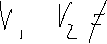 V₁ V₂ ≠